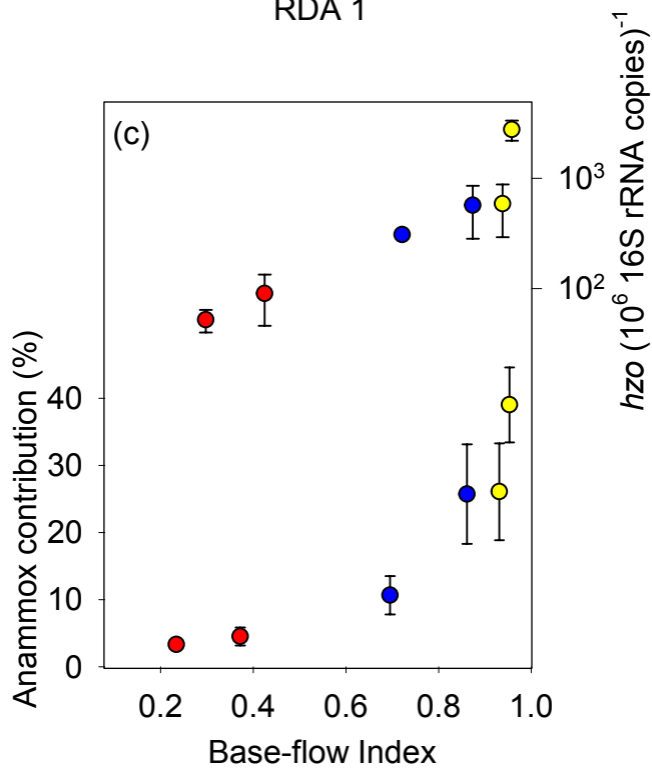 RDA 1
(c)
hzo (10⁶ 16S rRNA copies)⁻¹
10³
10²
Anammox contribution (%)
40
30
20
10
0
0.2 0.4 0.6 0.8 1.0
Base-flow Index